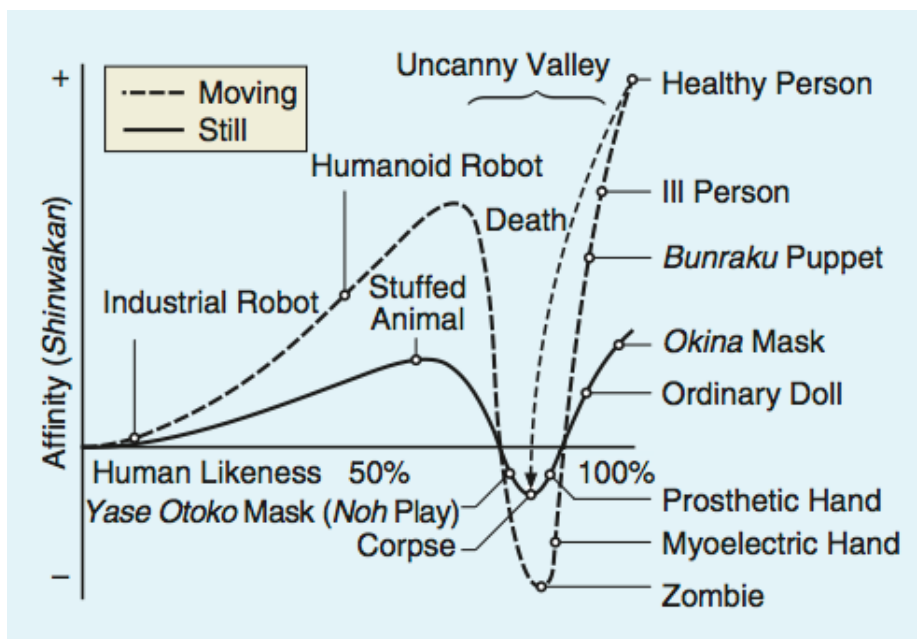 +
Moving
Still
Uncanny Valley
Healthy Person
Humanoid Robot
Death
Ill Person
Bunraku Puppet
Industrial Robot
Stuffed
Animal
Okina Mask
Ordinary Doll
Affinity (Shinwakan)
Human Likeness
50%
100%
Yase Otoko Mask (Noh Play)
Corpse
Prosthetic Hand
Myoelectric Hand
Zombie
–